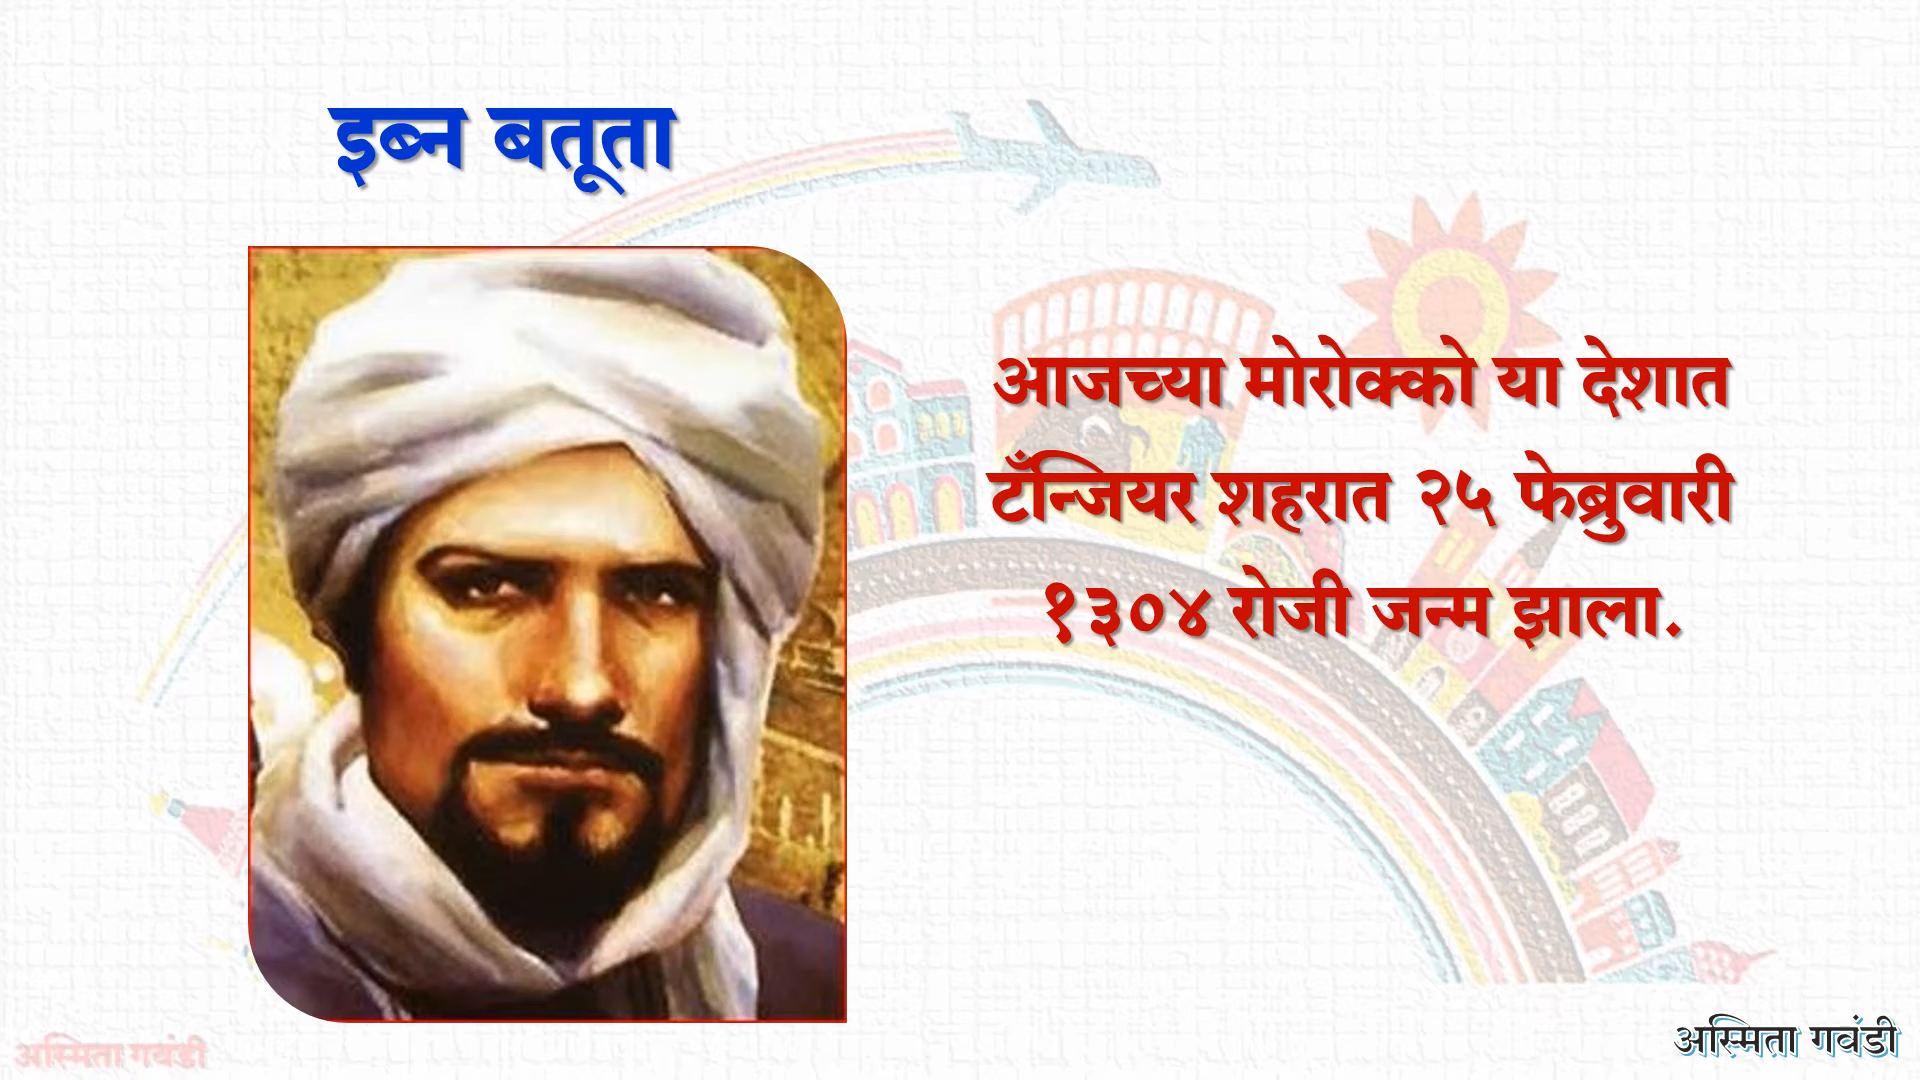 इब्न बतूता
आजच्या मोरोक्को या देशात
टँन्जियर शहरात २५ फेब्रुवारी
१३०४ रोजी जन्म झाला.
अस्मिता गवंडी
अस्मिता गवंडी